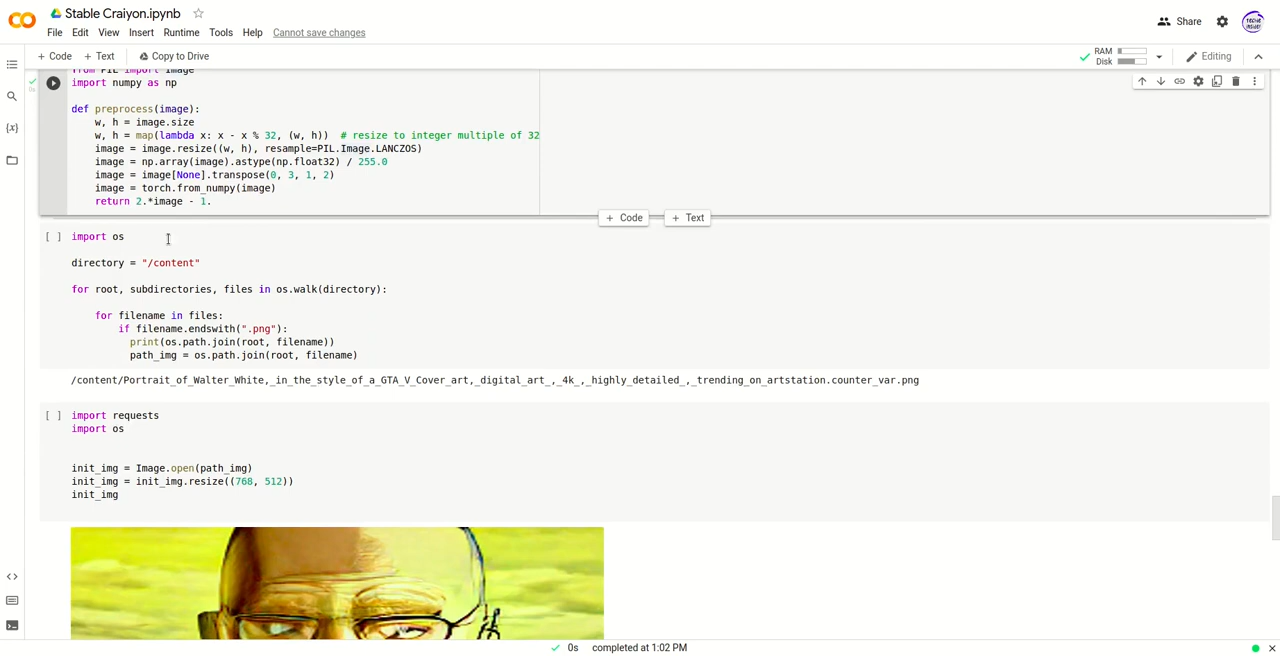 Stable Craiyon.ipynb
File Edit View Insert Runtime Tools Help Cannot save changes
Share
+ Code + Text Copy to Drive
RAM
Disk
Editing
from PIL import Image
import numpy as np
def preprocess(image):
w, h = image.size
w, h = map(lambda x: x - x % 32, (w, h))  # resize to integer multiple of 32
image = image.resize((w, h), resample=PIL.Image.LANCZOS)
image = np.array(image).astype(np.float32) / 255.0
image = image[None].transpose(0, 3, 1, 2)
image = torch.from_numpy(image)
return 2.*image - 1.
+ Code + Text
[ ] import os
directory = "/content"
for root, subdirectories, files in os.walk(directory):
for filename in files:
if filename.endswith(".png"):
print(os.path.join(root, filename))
path_img = os.path.join(root, filename)
/content/Portrait_of_Walter_White,_in_the_style_of_a_GTA_V_Cover_art,_digital_art_,_4k_,_highly_detailed_,_trending_on_artstation.counter_var.png
[ ] import requests
import os
init_img = Image.open(path_img)
init_img = init_img.resize((768, 512))
init_img
0s completed at 1:02 PM